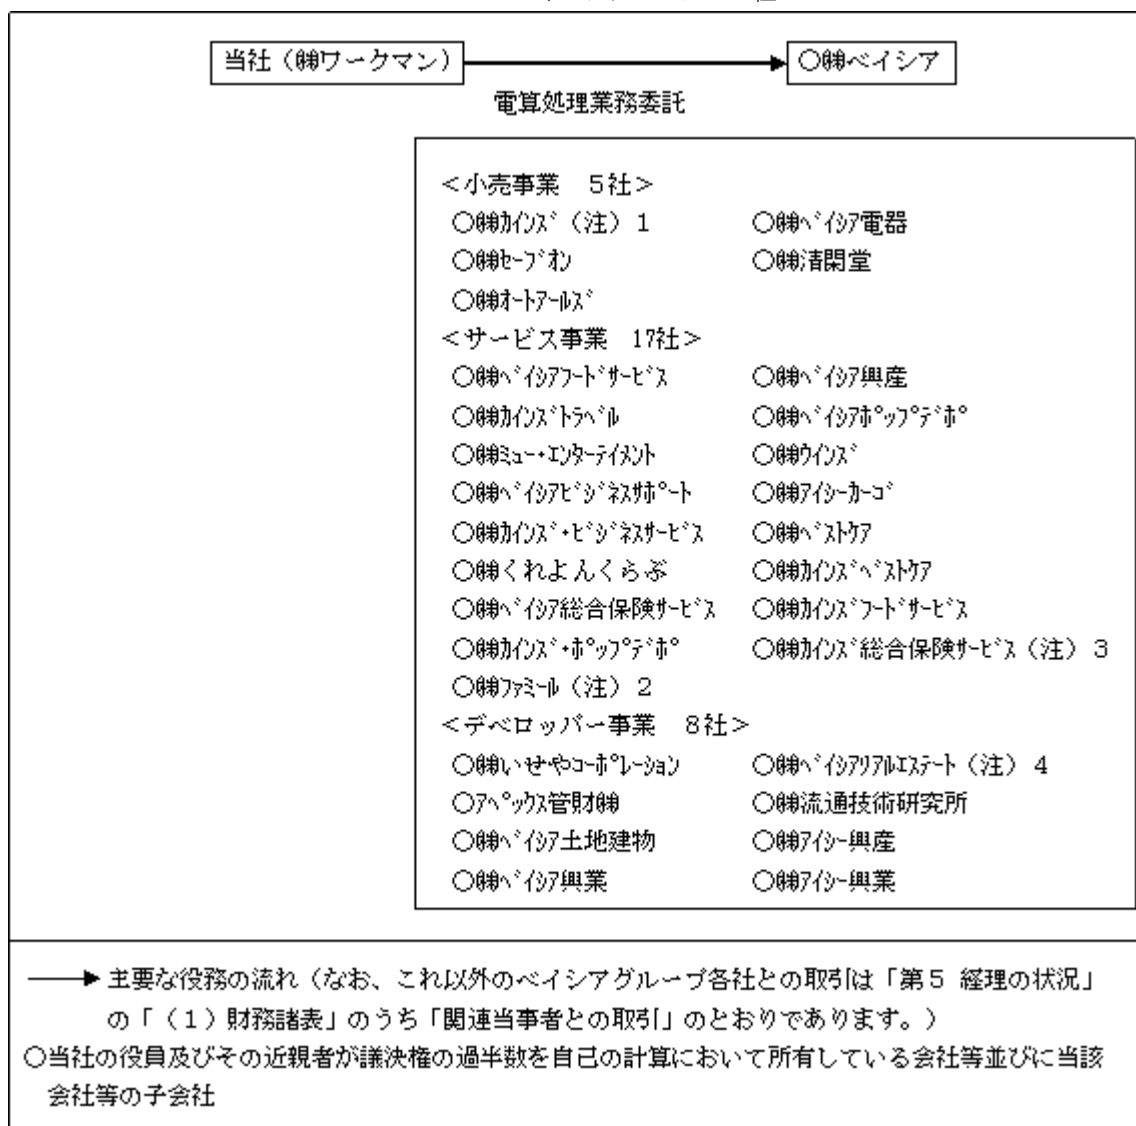 当社（㈱ワークマン）　○㈱ベイシア
電算処理業務委託
＜小売事業　５社＞
○㈱ｶｲﾝｽﾞ（注）１　○㈱ﾍﾞｲｼｱ電器
○㈱ｾｰﾌﾞｵﾝ　○㈱清閑堂
○㈱ｵｰﾄｱｰﾙｽﾞ
＜サービス事業　17社＞
○㈱ﾍﾞｲｼｱﾌｰﾄﾞｻｰﾋﾞｽ　○㈱ﾍﾞｲｼｱ興産
○㈱ｶｲﾝｽﾞﾄﾗﾍﾞﾙ　○㈱ﾍﾞｲｼｱﾎﾟｯﾌﾟﾃﾞﾎﾟ
○㈱ﾐｭｰ･ｴﾝﾀｰﾃｲﾒﾝﾄ　○㈱ｳｲﾝｽﾞ
○㈱ﾍﾞｲｼｱﾋﾞｼﾞﾈｽｻﾎﾟｰﾄ　○㈱ｱｲｼｰｶｰｺﾞ
○㈱ｶｲﾝｽﾞ･ﾋﾞｼﾞﾈｽｻｰﾋﾞｽ　○㈱ﾍﾞｽﾄｹｱ
○㈱くれよんくらぶ　○㈱ｶｲﾝｽﾞﾍﾞｽﾄｹｱ
○㈱ﾍﾞｲｼｱ総合保険ｻｰﾋﾞｽ　○㈱ｶｲﾝｽﾞﾌｰﾄﾞｻｰﾋﾞｽ
○㈱ｶｲﾝｽﾞ･ﾎﾟｯﾌﾟﾃﾞﾎﾟ　○㈱ｶｲﾝｽﾞ総合保険ｻｰﾋﾞｽ（注）３
○㈱ﾌｧﾐｰﾙ（注）２
＜デベロッパー事業　８社＞
○㈱いせやｺｰﾎﾟﾚｰｼｮﾝ　○㈱ﾍﾞｲｼｱﾘｱﾙｴｽﾃｰﾄ（注）４
○ｱﾍﾟｯｸｽ管財㈱　○㈱流通技術研究所
○㈱ﾍﾞｲｼｱ土地建物　○㈱ｱｲｼｰ興産
○㈱ﾍﾞｲｼｱ興業　○㈱ｱｲｼｰ興業
主要な役務の流れ（なお、これ以外のベイシアグループ各社との取引は「第５ 経理の状況」
の「（１）財務諸表」のうち「関連当事者との取引」のとおりであります。）
○当社の役員及びその近親者が議決権の過半数を自己の計算において所有している会社等並びに当該
会社等の子会社